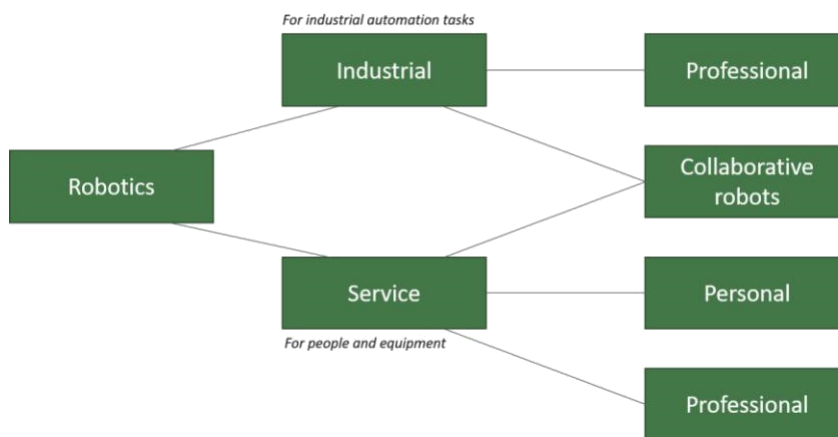 For industrial automation tasks
Industrial
Professional
Robotics
Collaborative
robots
Service
Personal
For people and equipment
Professional